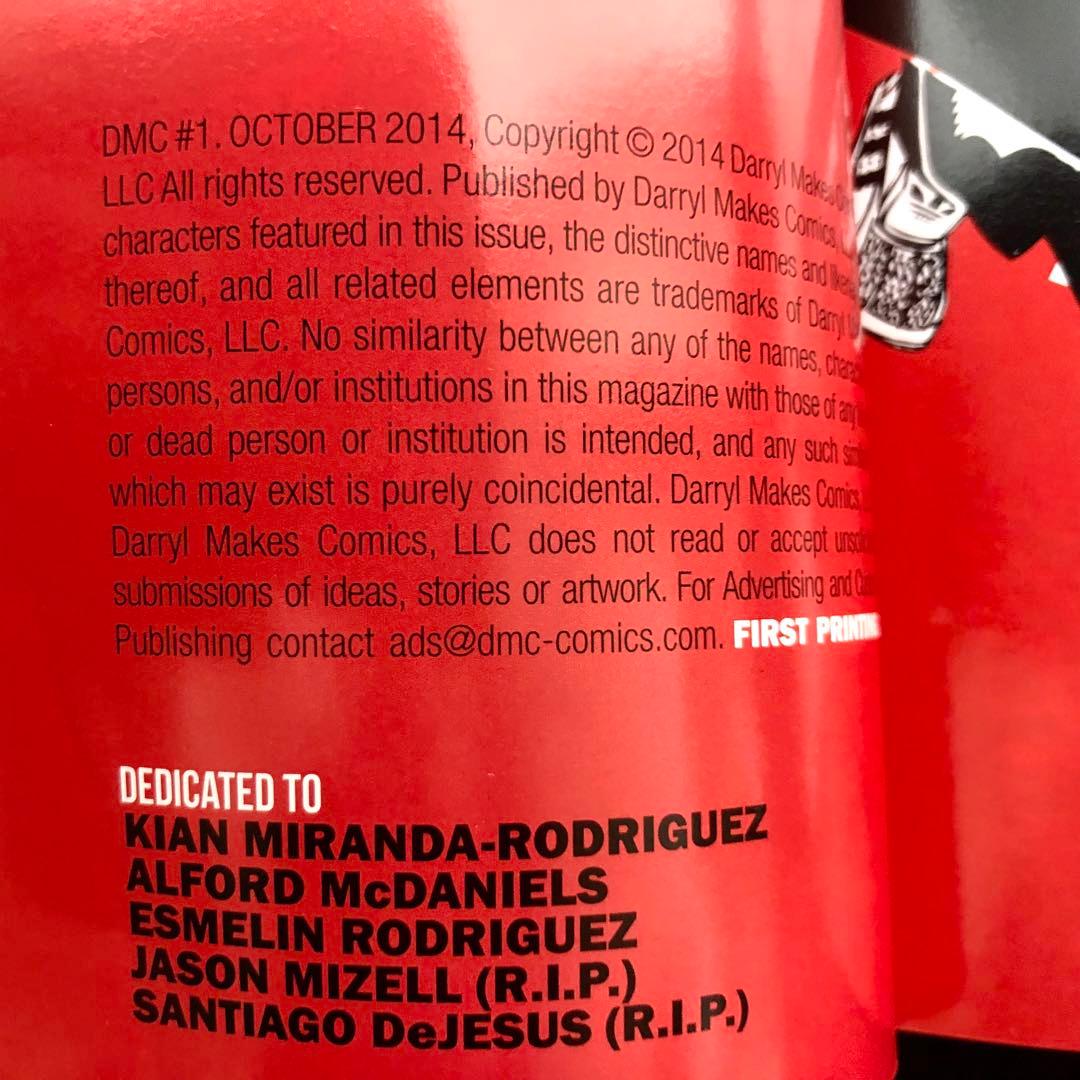 DMC #1. OCTOBER 2014, Copyright © 2014 Darryl Makes
LLC All rights reserved. Published by Darryl Makes Comics,
characters featured in this issue, the distinctive names and
thereof, and all related elements are trademarks of Darryl
Comics, LLC. No similarity between any of the names,
persons, and/or institutions in this magazine with those of
or dead person or institution is intended, and any such
which may exist is purely coincidental. Darryl Makes Comics,
Darryl Makes Comics, LLC does not read or accept
submissions of ideas, stories or artwork. For Advertising and
Publishing contact ads@dmc-comics.com. FIRST PRINTIN
DEDICATED TO
KIAN MIRANDA-RODRIGUEZ
ALFORD McDANIELS
ESMELIN RODRIGUEZ
JASON MIZELL (R.I.P.)
SANTIAGO DeJESUS (R.I.P.)